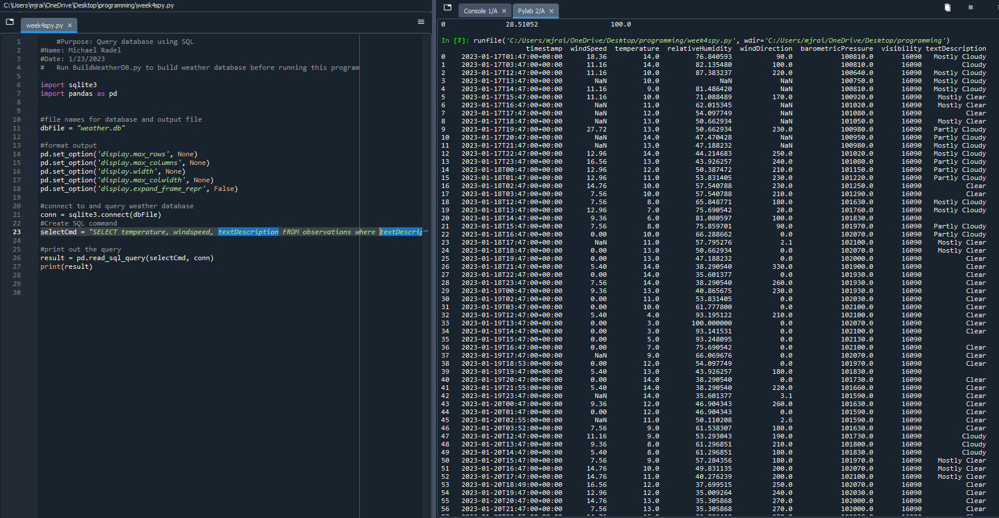 C:\Users\mjrai\OneDrive\Desktop\programming\week4spy.py
week4spy.py
1 #Purpose: Query database using SQL
2 #Name: Michael Radel
3 #Date: 1/23/2023
4 # Run BuildWeatherDB.py to build weather database before running this program
5
6 import sqlite3
7 import pandas as pd
8
9
10 #file names for database and output file
11 dbFile = "weather.db"
12
13 #format output
14 pd.set_option('display.max_rows', None)
15 pd.set_option('display.max_columns', None)
16 pd.set_option('display.width', None)
17 pd.set_option('display.max_colwidth', None)
18 pd.set_option('display.expand_frame_repr', False)
19
20 #connect to and query weather database
21 conn = sqlite3.connect(dbFile)
22 #Create SQL command
23 selectCmd = "SELECT temperature, windspeed, textDescription FROM observations where textDescrip
24
25 #print out the query
26 result = pd.read_sql_query(selectCmd, conn)
27 print(result)
28
29
30
Console 1/A Pylab 2/A
0 28.51052 100.0
In [7]: runfile('C:/Users/mjrai/OneDrive/Desktop/programming/week4spy.py', wdir='C:/Users/mjrai/OneDrive/Desktop/programming')
timestamp windSpeed temperature relativeHumidity windDirection barometricPressure visibility textDescription
0 2023-01-17T01:47:00+00:00 18.36 14.0 76.840593 90.0 100810.0 16090 Mostly Cloudy
1 2023-01-17T03:47:00+00:00 11.16 14.0 82.135480 100.0 100810.0 16090 Cloudy
2 2023-01-17T12:47:00+00:00 11.16 10.0 87.383237 220.0 100640.0 16090 Mostly Cloudy
3 2023-01-17T13:47:00+00:00 NaN 10.0 NaN NaN 100750.0 16090 Mostly Cloudy
4 2023-01-17T14:47:00+00:00 11.16 9.0 81.486420 NaN 100810.0 16090 Mostly Cloudy
5 2023-01-17T15:47:00+00:00 11.16 10.0 71.088489 170.0 100920.0 16090 Mostly Clear
6 2023-01-17T16:47:00+00:00 NaN 11.0 62.015345 NaN 101020.0 16090 Mostly Clear
7 2023-01-17T17:47:00+00:00 NaN 12.0 54.097749 NaN 101080.0 16090 Clear
8 2023-01-17T18:47:00+00:00 NaN 13.0 50.662934 NaN 101050.0 16090 Mostly Clear
9 2023-01-17T19:47:00+00:00 27.72 13.0 50.662934 230.0 100980.0 16090 Partly Cloudy
10 2023-01-17T20:47:00+00:00 NaN 14.0 47.470428 NaN 100950.0 16090 Partly Cloudy
11 2023-01-17T21:47:00+00:00 NaN 13.0 47.188232 NaN 100980.0 16090 Mostly Cloudy
12 2023-01-17T22:47:00+00:00 12.96 14.0 44.214683 250.0 101020.0 16090 Mostly Cloudy
13 2023-01-17T23:47:00+00:00 16.56 13.0 43.926257 240.0 101080.0 16090 Partly Cloudy
14 2023-01-18T00:47:00+00:00 12.96 12.0 50.387472 210.0 101150.0 16090 Partly Cloudy
15 2023-01-18T01:47:00+00:00 12.96 11.0 53.831405 230.0 101220.0 16090 Partly Cloudy
16 2023-01-18T02:47:00+00:00 14.76 10.0 57.540788 230.0 101250.0 16090 Clear
17 2023-01-18T03:47:00+00:00 7.56 10.0 57.540788 210.0 101290.0 16090 Clear
18 2023-01-18T12:47:00+00:00 7.56 8.0 65.848771 180.0 101630.0 16090 Mostly Cloudy
19 2023-01-18T13:47:00+00:00 12.96 7.0 75.690542 20.0 101760.0 16090 Mostly Cloudy
20 2023-01-18T14:47:00+00:00 9.36 6.0 81.080597 100.0 101830.0 16090
21 2023-01-18T15:47:00+00:00 7.56 8.0 75.859701 90.0 101970.0 16090 Partly Cloudy
22 2023-01-18T16:47:00+00:00 0.00 10.0 66.288662 0.0 102070.0 16090 Partly Cloudy
23 2023-01-18T17:47:00+00:00 NaN 11.0 57.795276 2.1 102100.0 16090 Mostly Clear
24 2023-01-18T18:47:00+00:00 0.00 13.0 50.662934 0.0 102070.0 16090 Mostly Clear
25 2023-01-18T19:47:00+00:00 0.00 13.0 47.188232 0.0 102000.0 16090 Clear
26 2023-01-18T21:47:00+00:00 5.40 14.0 38.290540 330.0 101900.0 16090 Clear
27 2023-01-18T22:47:00+00:00 0.00 14.0 35.601377 0.0 101930.0 16090 Clear
28 2023-01-18T23:47:00+00:00 7.56 14.0 38.290540 260.0 101930.0 16090 Clear
29 2023-01-19T00:47:00+00:00 9.36 13.0 40.865675 230.0 101930.0 16090 Clear
30 2023-01-19T02:47:00+00:00 0.00 11.0 53.831405 0.0 102030.0 16090 Clear
31 2023-01-19T03:47:00+00:00 0.00 10.0 61.777800 0.0 102100.0 16090 Clear
32 2023-01-19T12:47:00+00:00 5.40 4.0 93.195122 210.0 102100.0 16090 Clear
33 2023-01-19T13:47:00+00:00 0.00 3.0 100.000000 0.0 102070.0 16090 Clear
34 2023-01-19T14:47:00+00:00 0.00 3.0 93.141531 0.0 102100.0 16090 Clear
35 2023-01-19T15:47:00+00:00 0.00 5.0 93.248095 0.0 102130.0 16090
36 2023-01-19T16:47:00+00:00 0.00 7.0 75.690542 0.0 102100.0 16090 Clear
37 2023-01-19T17:47:00+00:00 NaN 9.0 66.069676 0.0 102070.0 16090 Clear
38 2023-01-19T18:53:00+00:00 0.00 12.0 54.097749 0.0 101970.0 16090 Clear
39 2023-01-19T19:47:00+00:00 5.40 13.0 43.926257 180.0 101830.0 16090
40 2023-01-19T20:47:00+00:00 0.00 14.0 38.290540 0.0 101730.0 16090 Clear
41 2023-01-19T21:55:00+00:00 5.40 14.0 38.290540 220.0 101660.0 16090 Clear
42 2023-01-19T23:47:00+00:00 NaN 14.0 35.601377 3.1 101590.0 16090 Clear
43 2023-01-20T00:47:00+00:00 9.36 12.0 46.904343 260.0 101630.0 16090 Clear
44 2023-01-20T01:47:00+00:00 0.00 12.0 46.904343 0.0 101590.0 16090 Clear
45 2023-01-20T02:55:00+00:00 NaN 11.0 50.110208 2.6 101590.0 16090 Clear
46 2023-01-20T03:52:00+00:00 7.56 9.0 61.538307 180.0 101630.0 16090 Clear
47 2023-01-20T12:47:00+00:00 11.16 9.0 53.293043 190.0 101730.0 16090 Cloudy
48 2023-01-20T13:47:00+00:00 9.36 8.0 61.296851 210.0 101800.0 16090 Cloudy
49 2023-01-20T14:47:00+00:00 5.40 8.0 61.296851 180.0 101830.0 16090 Cloudy
50 2023-01-20T15:47:00+00:00 7.56 9.0 57.284356 180.0 101970.0 16090 Mostly Clear
51 2023-01-20T16:47:00+00:00 14.76 10.0 49.831135 200.0 102070.0 16090 Mostly Clear
52 2023-01-20T17:47:00+00:00 14.76 11.0 40.276239 200.0 102100.0 16090 Mostly Clear
53 2023-01-20T18:47:00+00:00 16.56 12.0 37.699515 250.0 102070.0 16090 Clear
54 2023-01-20T19:47:00+00:00 12.96 12.0 35.009264 240.0 102030.0 16090 Clear
55 2023-01-20T20:47:00+00:00 14.76 13.0 35.305868 270.0 102000.0 16090 Clear
56 2023-01-20T21:47:00+00:00 7.56 13.0 35.305868 270.0 102000.0 16090 Clear